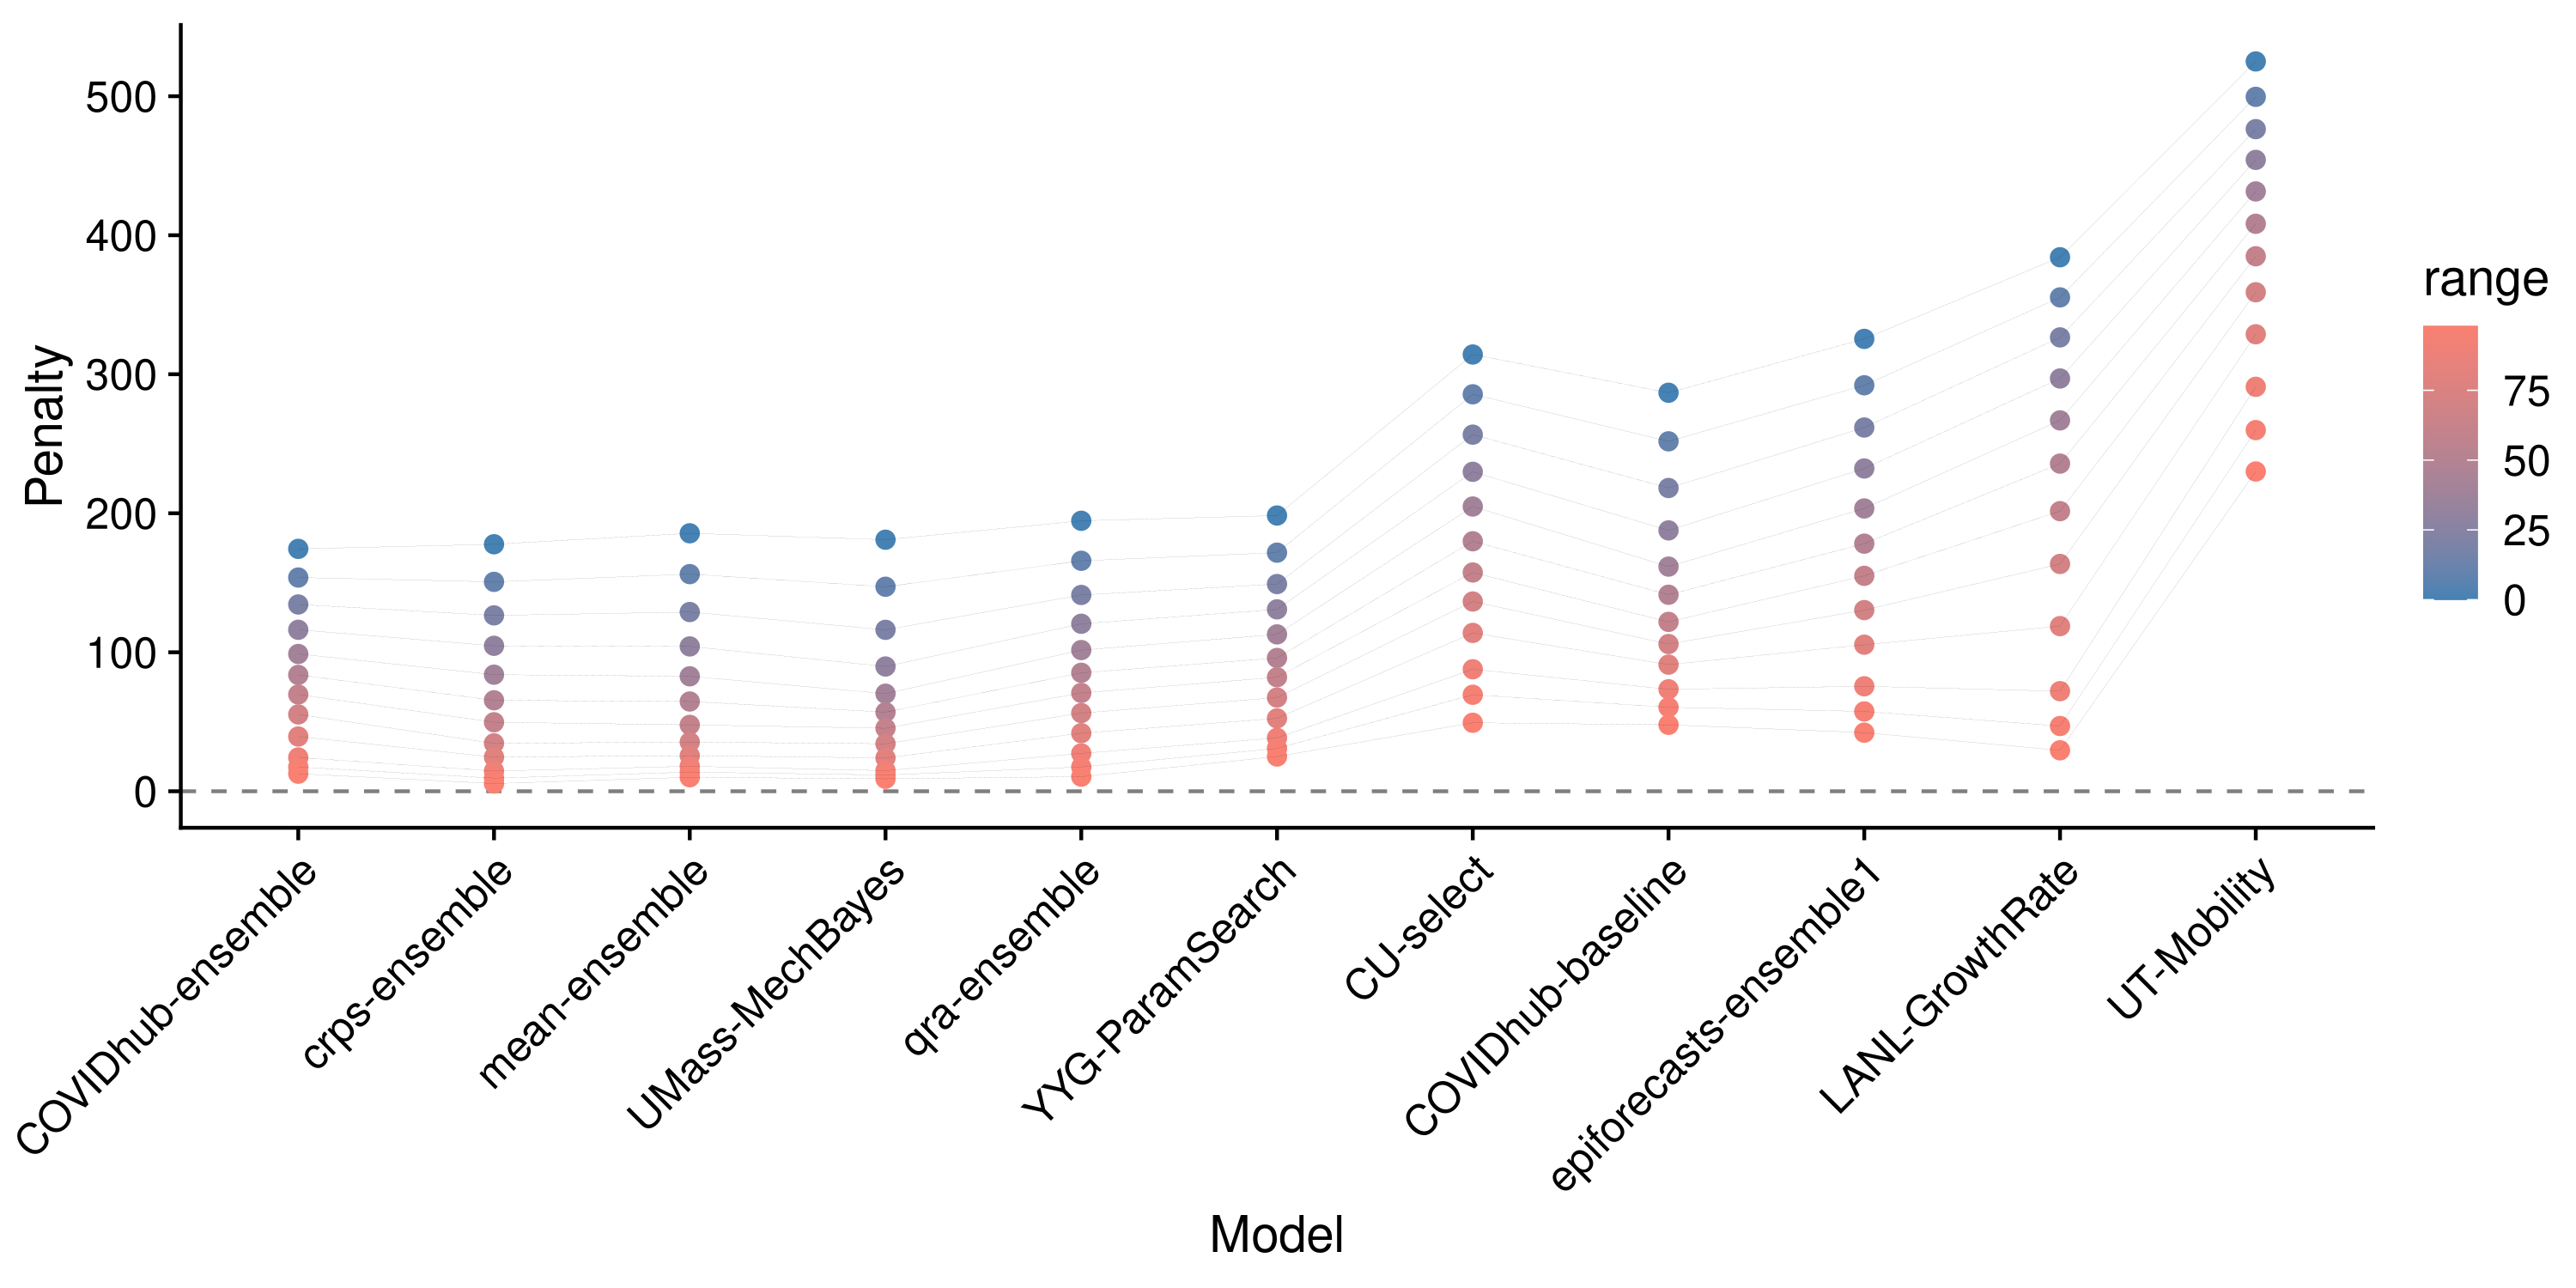 Penalty
500
400
300
200
100
0
COVIDhub-ensemble
crps-ensemble
mean-ensemble
UMass-MechBayes
qra-ensemble
YYG-ParamSearch
CU-select
COVIDhub-baseline
epiforecasts-ensemble1
LANL-GrowthRate
UT-Mobility
Model
range
75
50
25
0